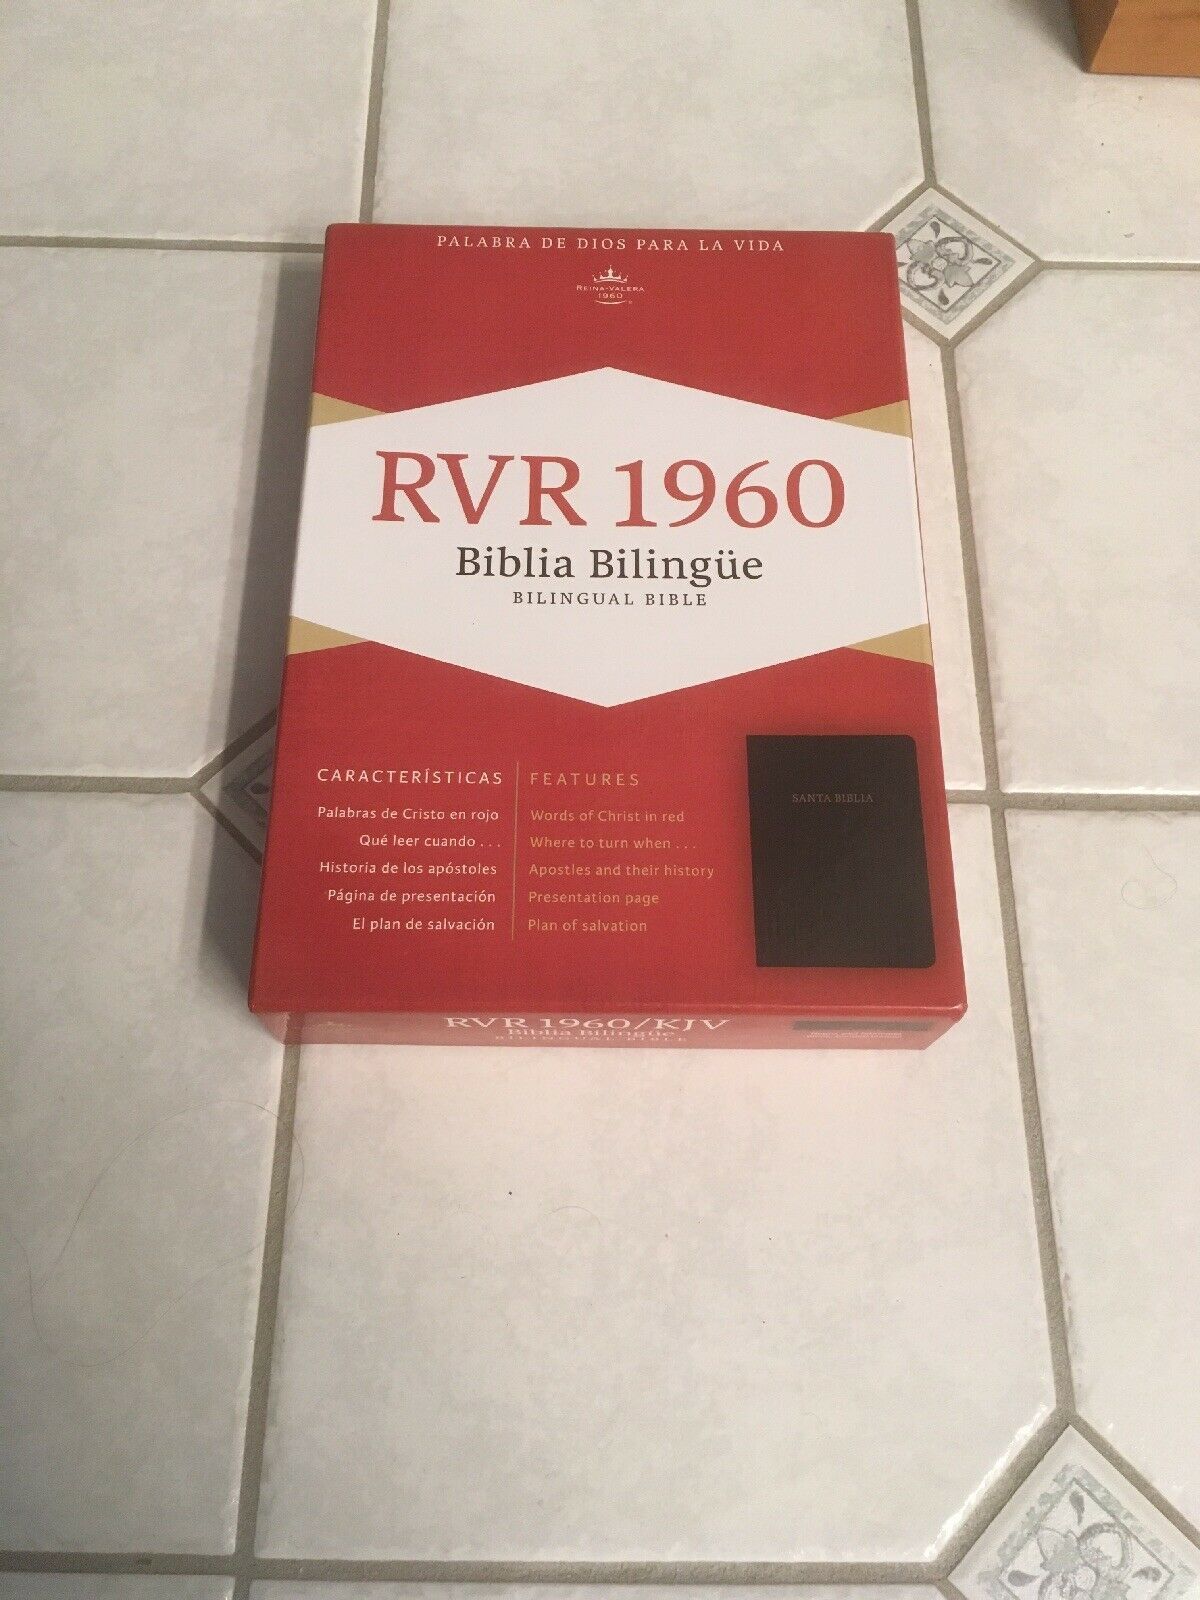 PALABRA DE DIOS PARA LA VIDA
REINA-VALERA
1960
RVR 1960
Biblia Bilingüe
BILINGUAL BIBLE
CARACTERÍSTICAS
Palabras de Cristo en rojo
Qué leer cuando . . .
Historia de los apóstoles
Página de presentación
El plan de salvación
FEATURES
Words of Christ in red
Where to turn when . . .
Apostles and their history
Presentation page
Plan of salvation
SANTA BIBLIA
RVR 1960/KJV
Biblia Bilingüe
BILINGUAL BIBLE